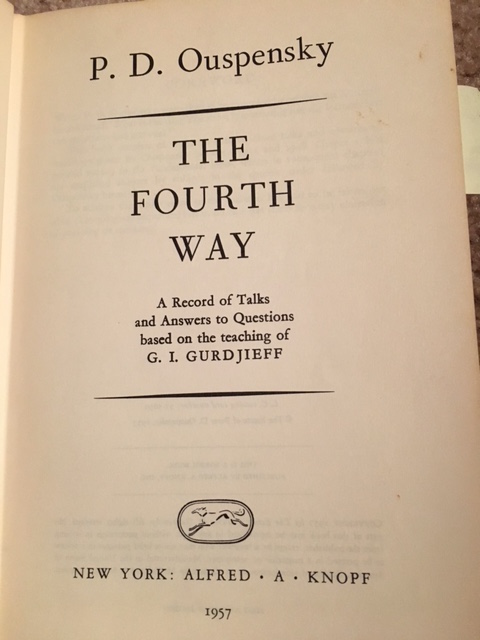 P. D. Ouspensky
THE
FOURTH
WAY
A Record of Talks
and Answers to Questions
based on the teaching of
G. I. GURDJIEFF
NEW YORK: ALFRED · A · KNOPF
1957